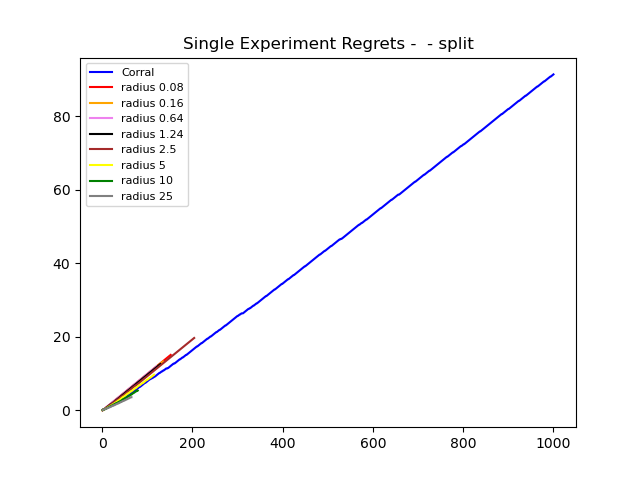 Single Experiment Regrets -  - split
Corral
radius 0.08
radius 0.16
radius 0.64
radius 1.24
radius 2.5
radius 5
radius 10
radius 25
80
60
40
20
0
0 200 400 600 800 1000